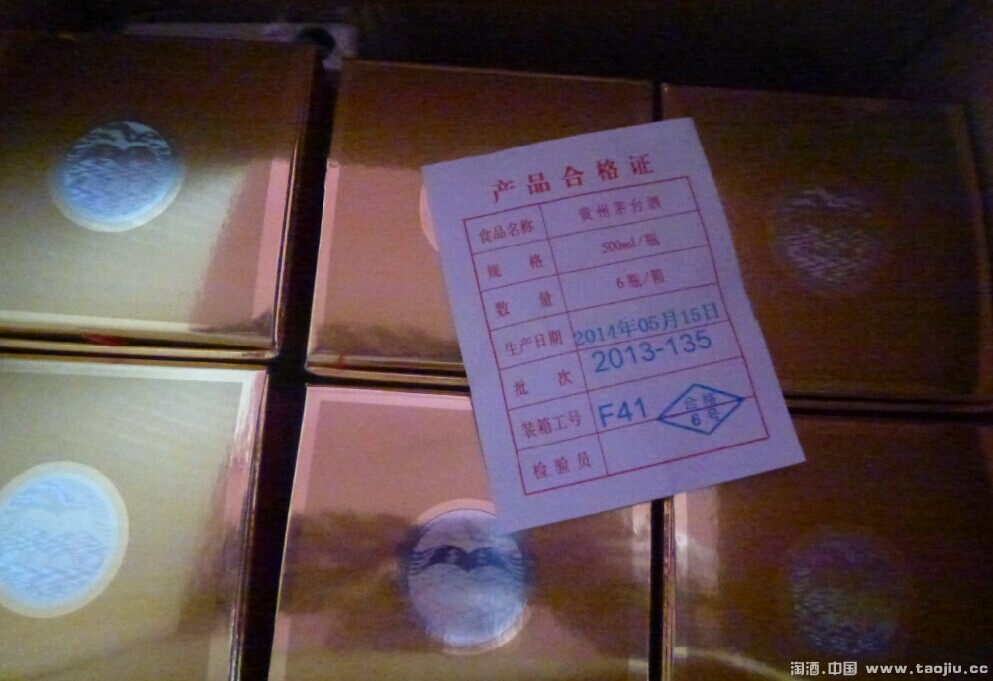 产品合格证
食品名称 贵州茅台酒
规 格 500ml/瓶
数 量 6瓶/箱
生产日期 2014年05月15日
批 次 2013-135
装箱工号 F41
检验员 合格
6号
淘酒.中国 www.taojiu.cc